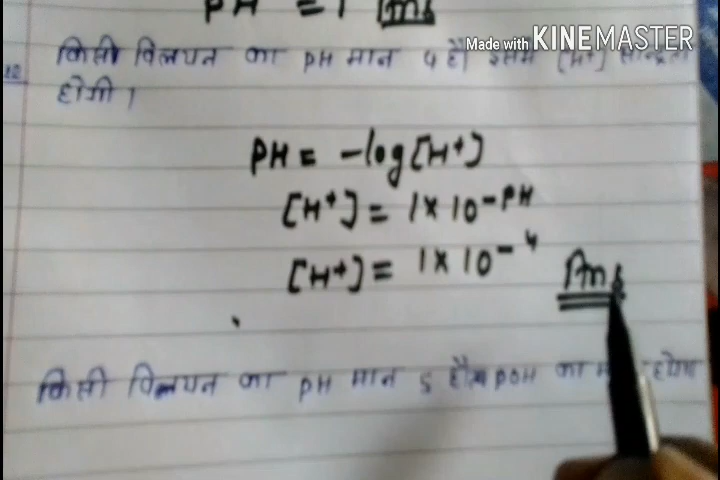 PH = 1 Ans
Made with KINEMASTER
12 किसी विलयन का PH मान 4 है। इसमें [H+] सान्द्रता
होगी।
PH = -log[H+]
[H+] = 1 × 10-PH
[H+] = 1 × 10-4 Ans
किसी विलयन का PH मान 5 है POH का होगा